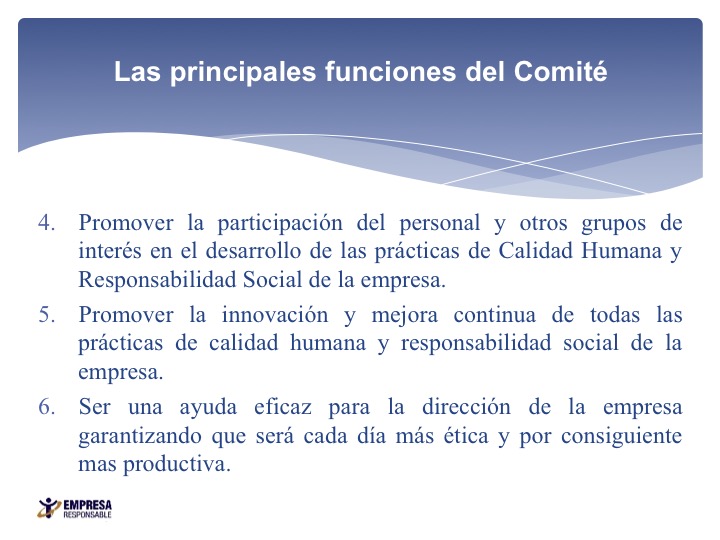 Las principales funciones del Comité
4. Promover la participación del personal y otros grupos de
interés en el desarrollo de las prácticas de Calidad Humana y
Responsabilidad Social de la empresa.
5. Promover la innovación y mejora continua de todas las
prácticas de calidad humana y responsabilidad social de la
empresa.
6. Ser una ayuda eficaz para la dirección de la empresa
garantizando que será cada día más ética y por consiguiente
mas productiva.
EMPRESA
RESPONSABLE